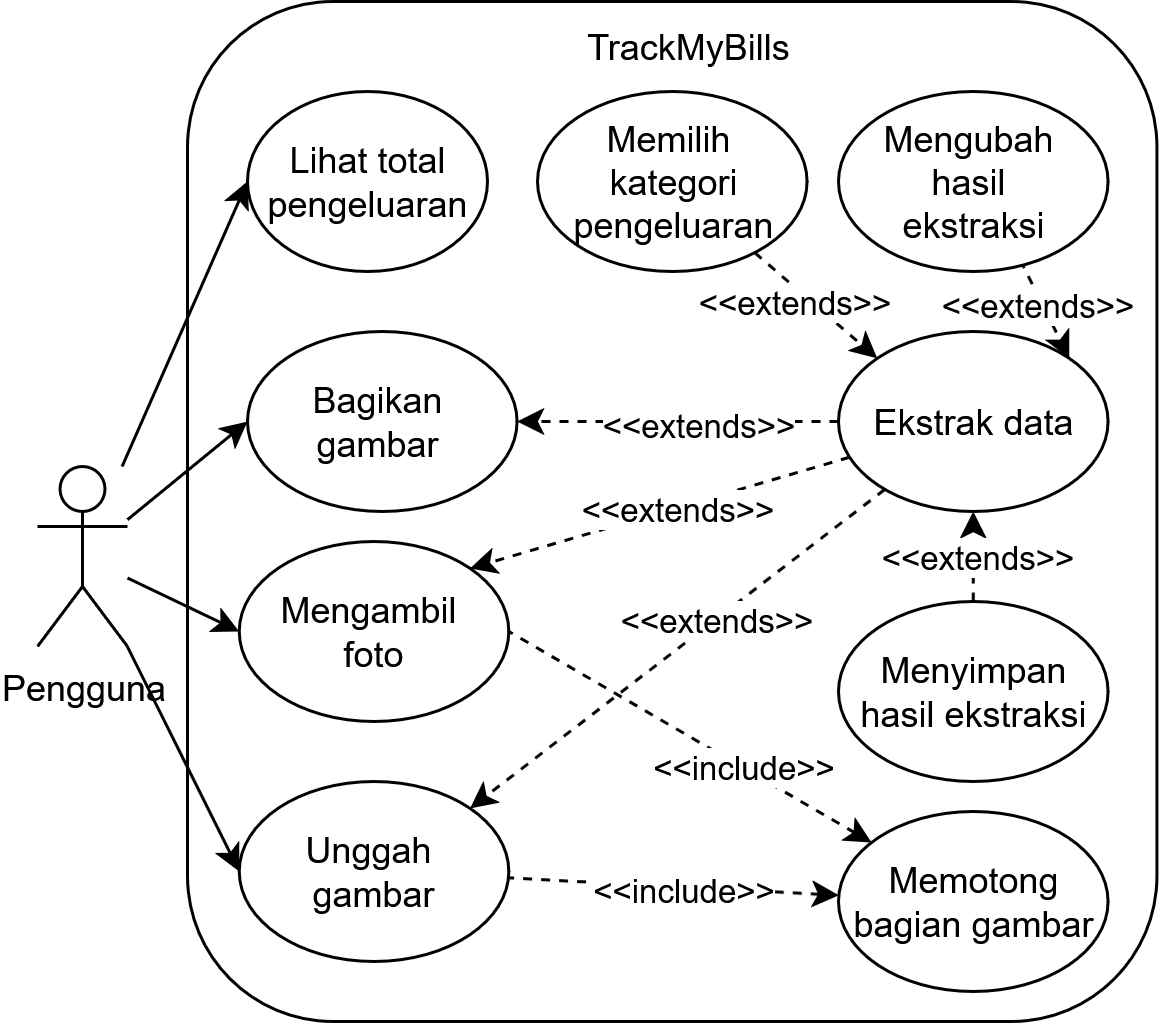 TrackMyBills
Lihat total
pengeluaran
Memilih
kategori
pengeluaran
Mengubah
hasil
ekstraksi
<<extends>>
<<extends>>
Bagikan
gambar
<<extends>>
Ekstrak data
<<extends>>
<<extends>>
Mengambil
foto
<<extends>>
Pengguna
Menyimpan
hasil ekstraksi
<<include>>
Unggah
gambar
<<include>>
Memotong
bagian gambar